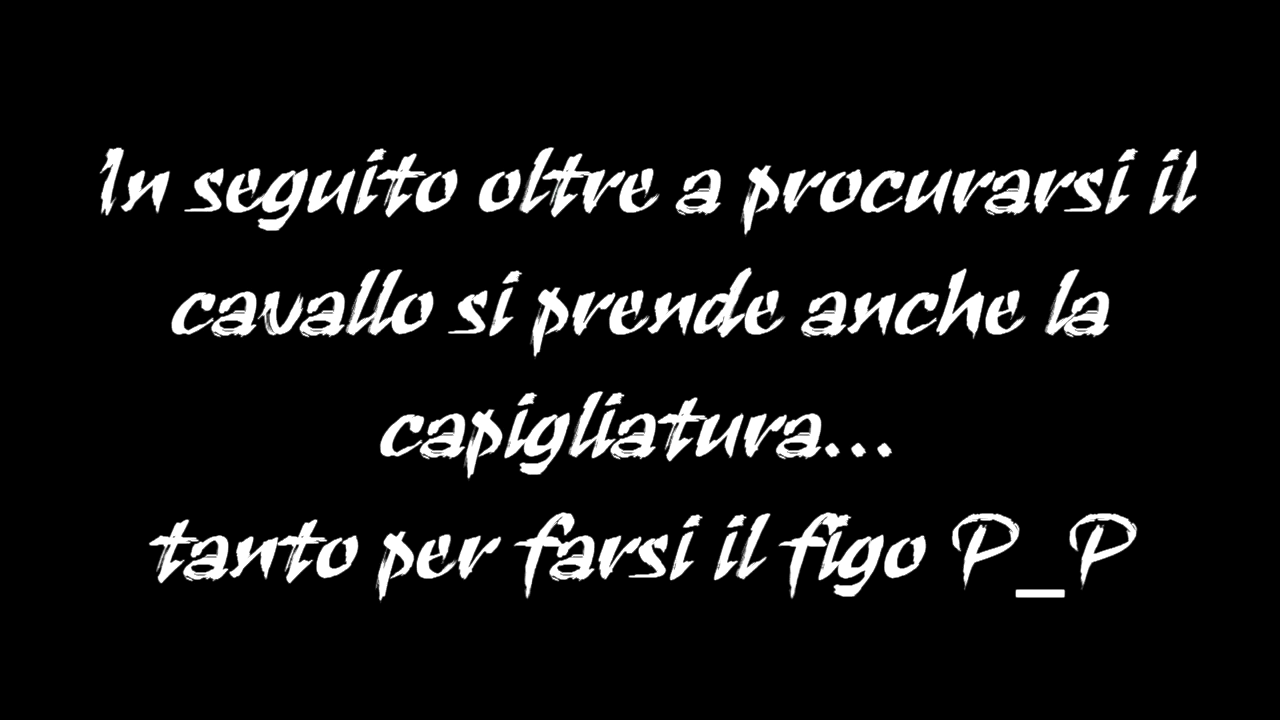 In seguito oltre a procurarsi il
cavallo si prende anche la
capigliatura...
tanto per farsi il figo P_P